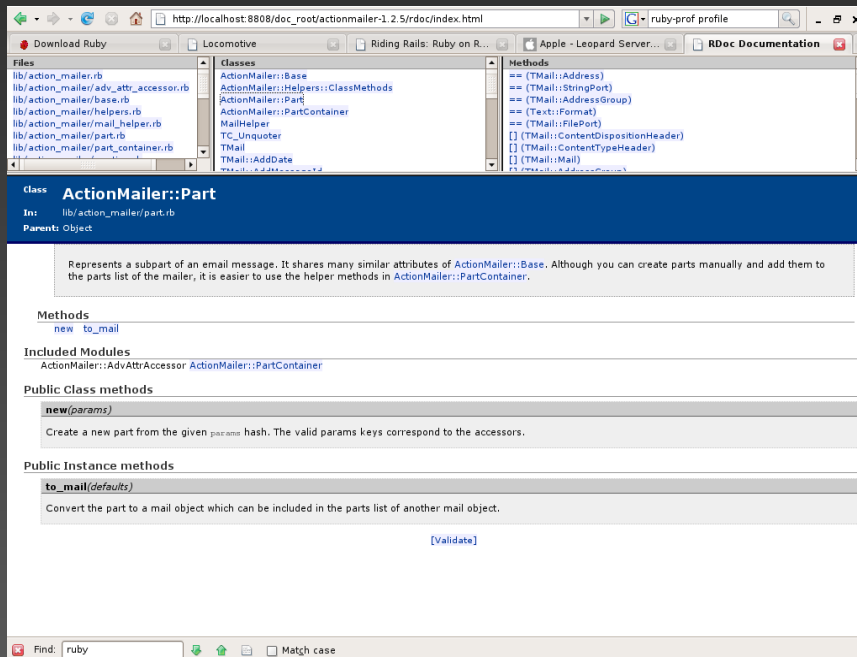 http://localhost:8808/doc_root/actionmailer-1.2.5/rdoc/index.html
G
ruby-prof profile
Download Ruby
Locomotive
Riding Rails: Ruby on R...
Apple - Leopard Server...
RDoc Documentation
Files
lib/action_mailer.rb
lib/action_mailer/adv_attr_accessor.rb
lib/action_mailer/base.rb
lib/action_mailer/helpers.rb
lib/action_mailer/mail_helper.rb
lib/action_mailer/part.rb
lib/action_mailer/part_container.rb
Classes
ActionMailer::Base
ActionMailer::Helpers::ClassMethods
ActionMailer::Part
ActionMailer::PartContainer
MailHelper
TC_Unquoter
TMail
TMail::AddDate
TMail::AddMessageId
Methods
== (TMail::Address)
== (TMail::StringPort)
== (TMail::AddressGroup)
== (Text::Format)
== (TMail::FilePort)
[] (TMail::ContentDispositionHeader)
[] (TMail::ContentTypeHeader)
[] (TMail::Mail)
[] (TMail::AddressGroup)
Class ActionMailer::Part
In: lib/action_mailer/part.rb
Parent: Object
Represents a subpart of an email message. It shares many similar attributes of ActionMailer::Base. Although you can create parts manually and add them to
the parts list of the mailer, it is easier to use the helper methods in ActionMailer::PartContainer.
Methods
new to_mail
Included Modules
ActionMailer::AdvAttrAccessor ActionMailer::PartContainer
Public Class methods
new(params)
Create a new part from the given params hash. The valid params keys correspond to the accessors.
Public Instance methods
to_mail(defaults)
Convert the part to a mail object which can be included in the parts list of another mail object.
[Validate]
Find: ruby Match case